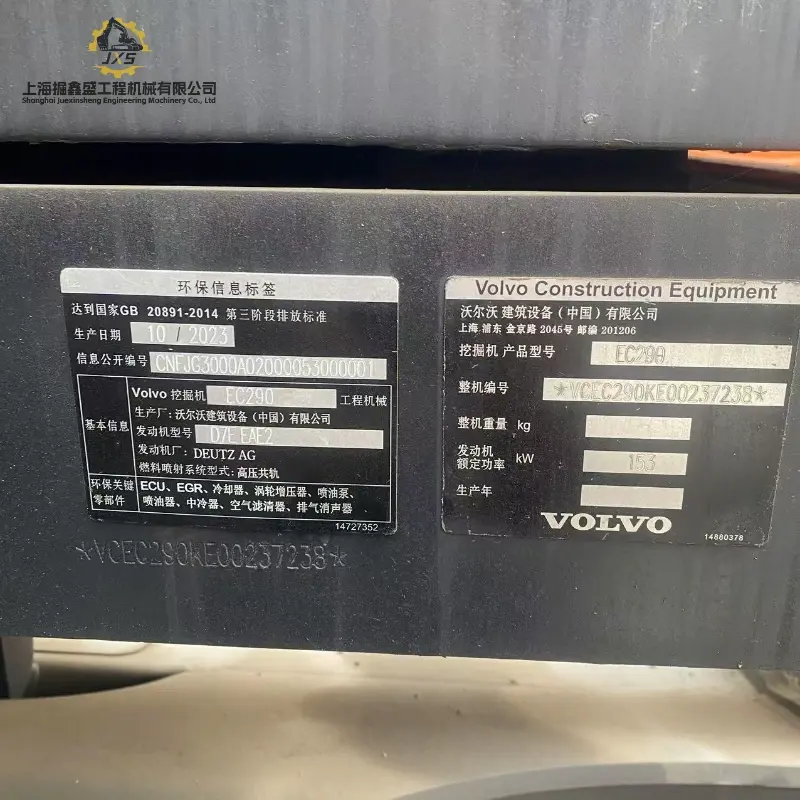 JXS
上海掘鑫盛工程机械有限公司
Shanghai Juexinsheng Engineering Machinery Co., Ltd
环保信息标签
达到国家GB 20891-2014 第三阶段排放标准
生产日期 10 / 2023
信息公开编号 CNFJG3000A02000053000001
基本信息
Volvo 挖掘机 EC290 工程机械
生产厂: 沃尔沃建筑设备（中国）有限公司
发动机型号 D7E EAE2
发动机厂: DEUTZ AG
燃料喷射系统型式: 高压共轨
环保关键零部件
ECU、EGR、冷却器、涡轮增压器、喷油泵、
喷油器、中冷器、空气滤清器、排气消声器
14727352
*VCEC290KE00237238*
Volvo Construction Equipment
沃尔沃 建筑设备（中国）有限公司
上海 浦东 金京路 2045号 邮编 201206
挖掘机 产品型号 EC290
整机编号 *VCEC290KE00237238*
整机重量 kg
发动机
额定功率 kW 153
生产年
VOLVO
14880378